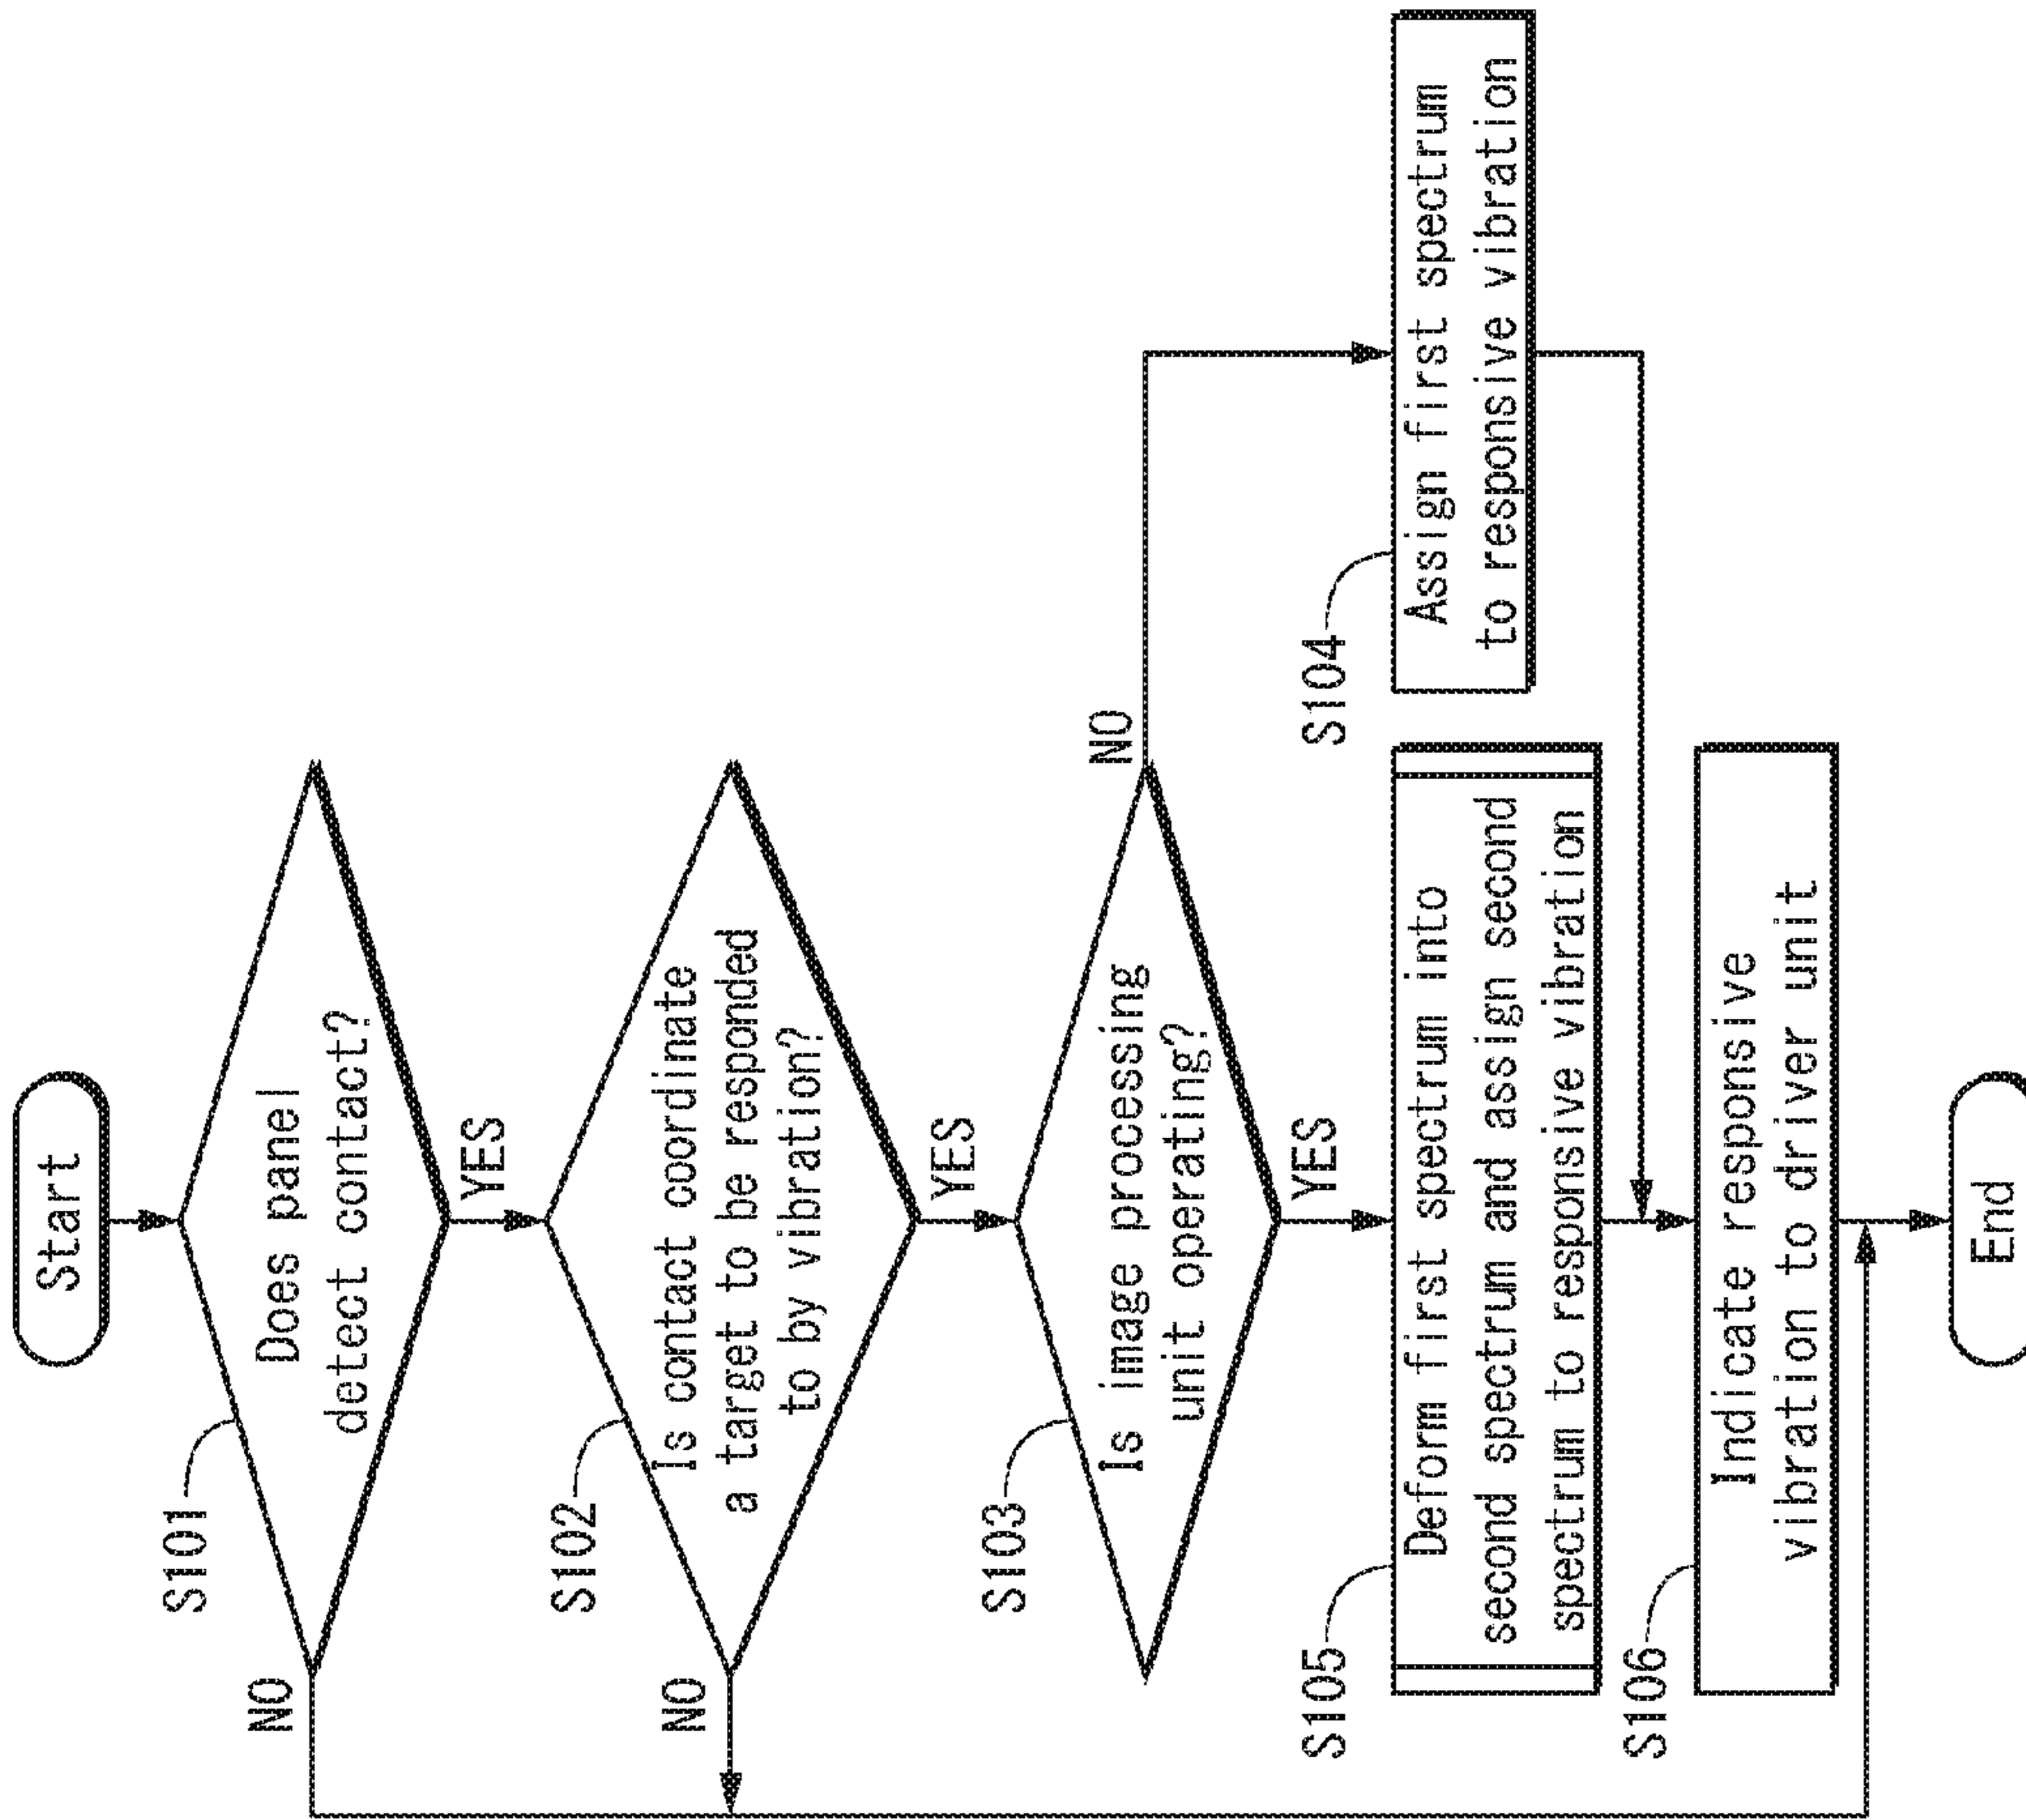 Start
S101
Does panel
detect contact?
NO
YES
S102
Is contact coordinate
a target to be responded
to by vibration?
NO
YES
S103
Is image processing
unit operating?
NO
YES
S104
Assign first spectrum
to responsive vibration
S105
Deform first spectrum into
second spectrum and assign second
spectrum to responsive vibration
S106
Indicate responsive
vibration to driver unit
End